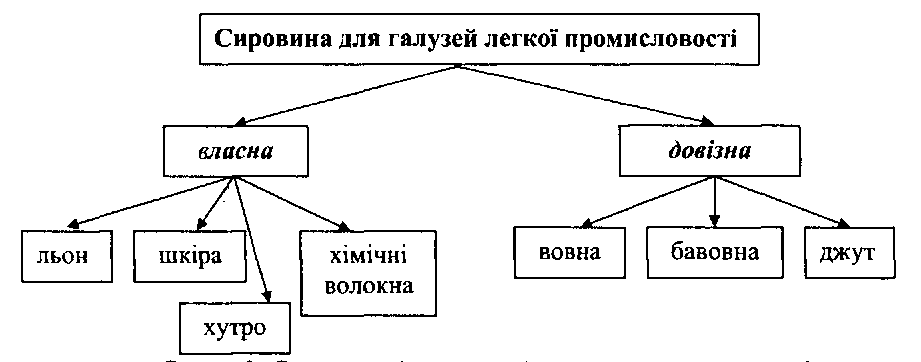 Сировина для галузей легкої промисловості
власна
довізна
льон
шкіра
хімічні
волокна
хутро
вовна
бавовна
джут